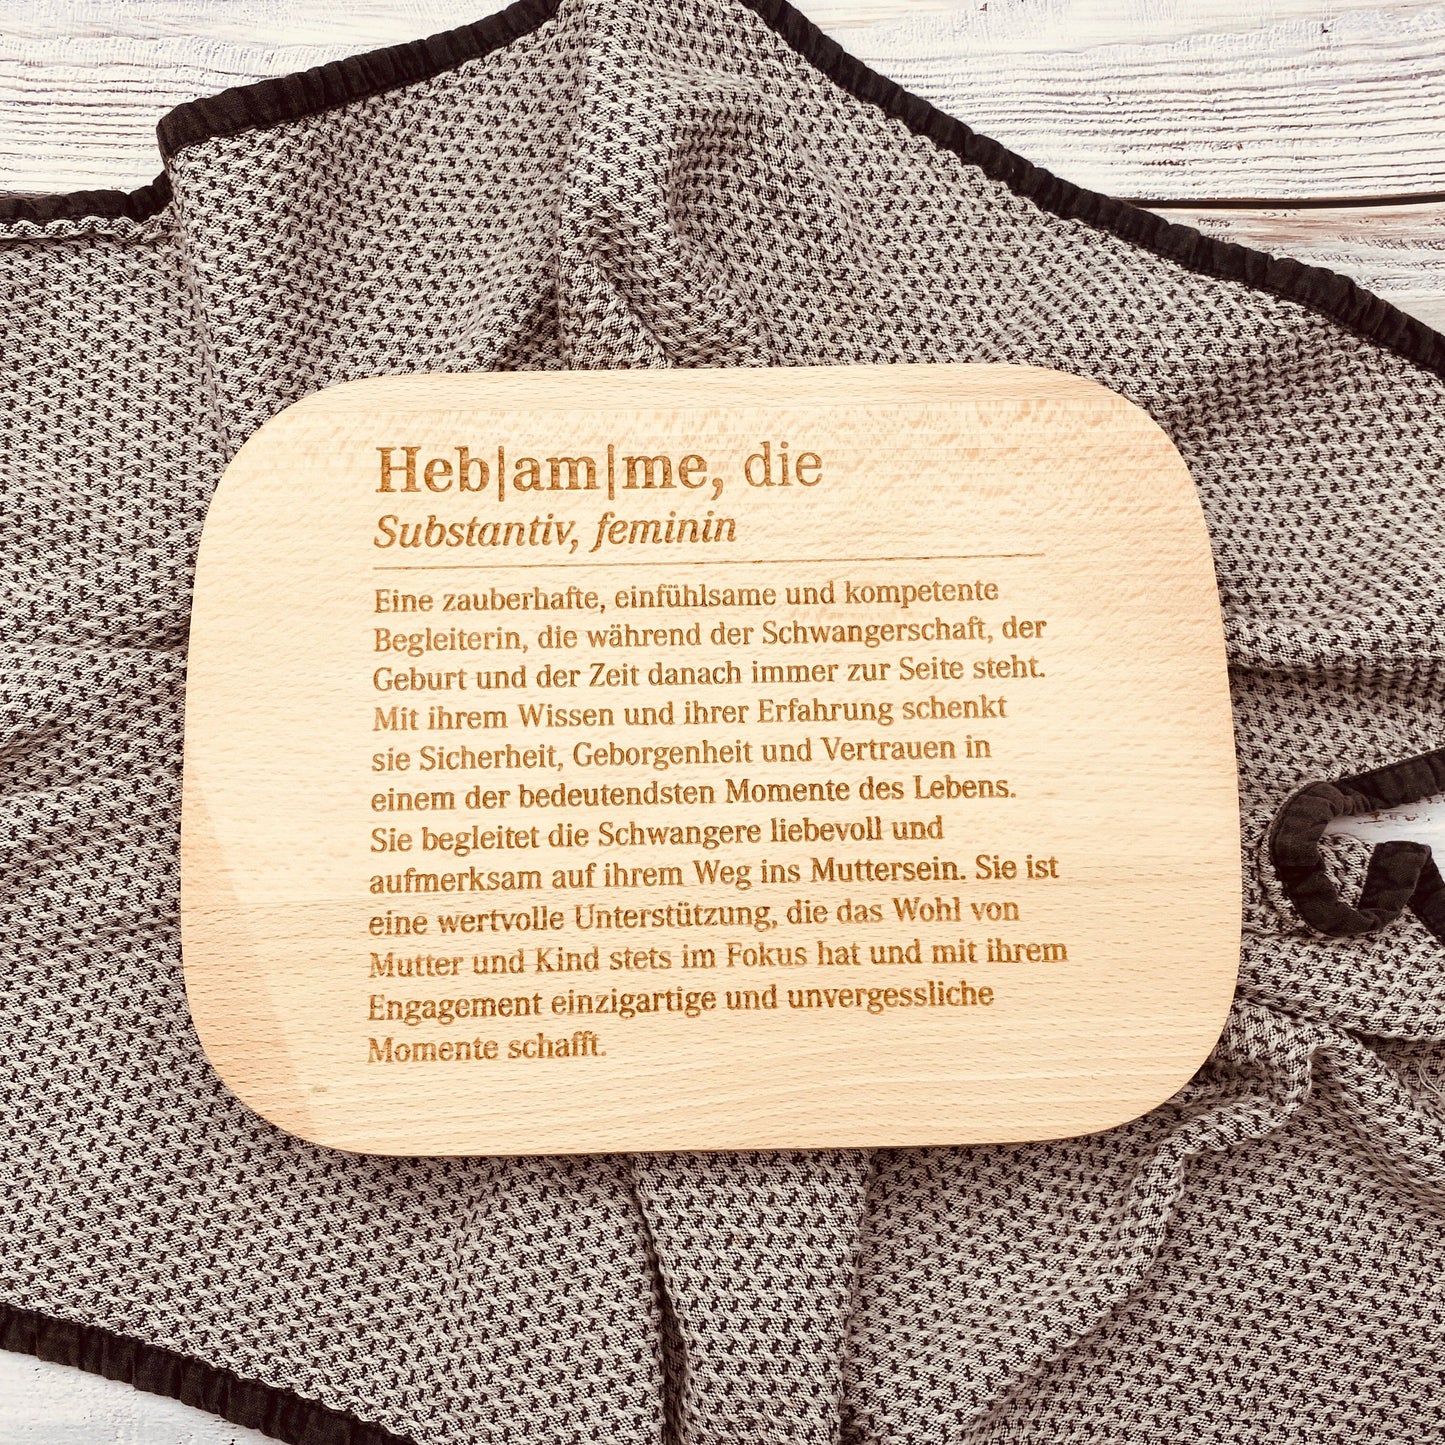 Heb|am|me, die
Substantiv, feminin
Eine zauberhafte, einfühlsame und kompetente
Begleiterin, die während der Schwangerschaft, der
Geburt und der Zeit danach immer zur Seite steht.
Mit ihrem Wissen und ihrer Erfahrung schenkt
sie Sicherheit, Geborgenheit und Vertrauen in
einem der bedeutendsten Momente des Lebens.
Sie begleitet die Schwangere liebevoll und
aufmerksam auf ihrem Weg ins Muttersein. Sie ist
eine wertvolle Unterstützung, die das Wohl von
Mutter und Kind stets im Fokus hat und mit ihrem
Engagement einzigartige und unvergessliche
Momente schafft.